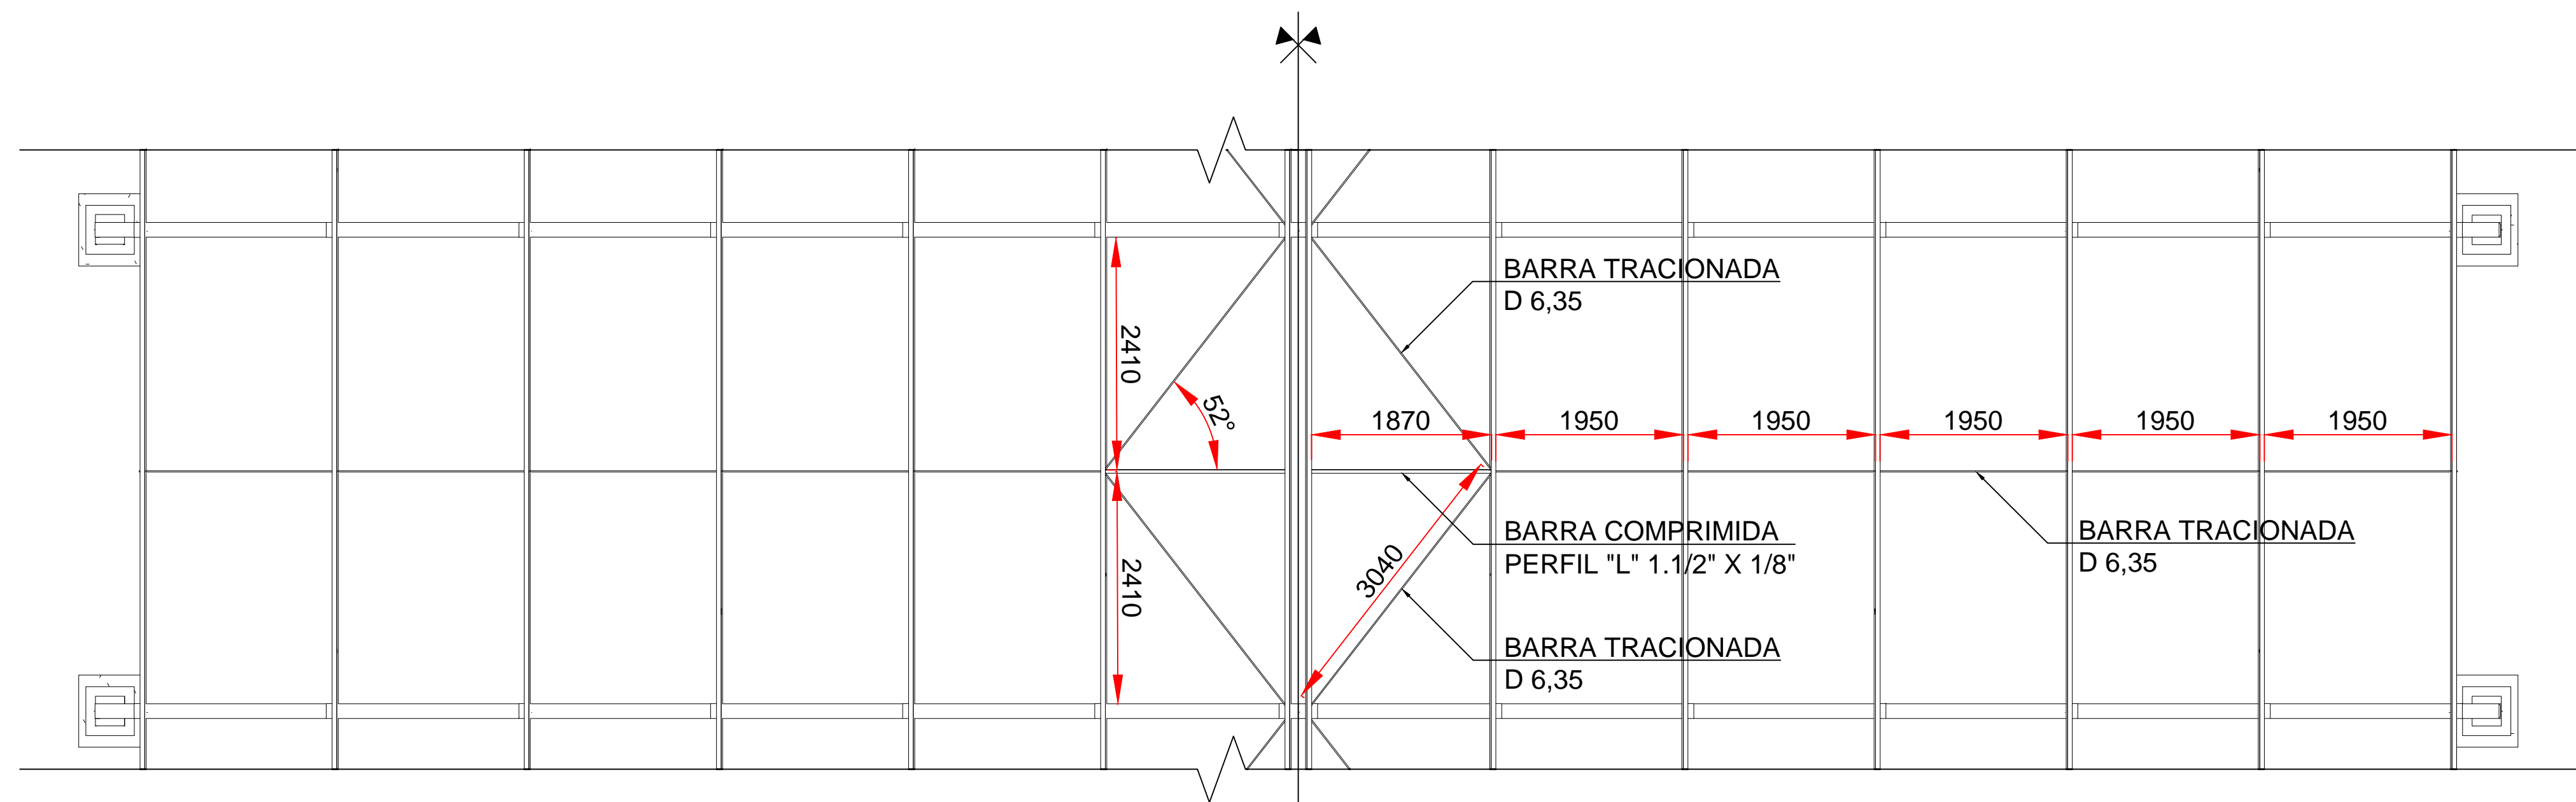 BARRA TRACIONADA
D 6,35
2410
52°
1870
1950
1950
1950
1950
1950
BARRA COMPRIMIDA
PERFIL "L" 1.1/2" X 1/8"
BARRA TRACIONADA
D 6,35
2410
3040
BARRA TRACIONADA
D 6,35